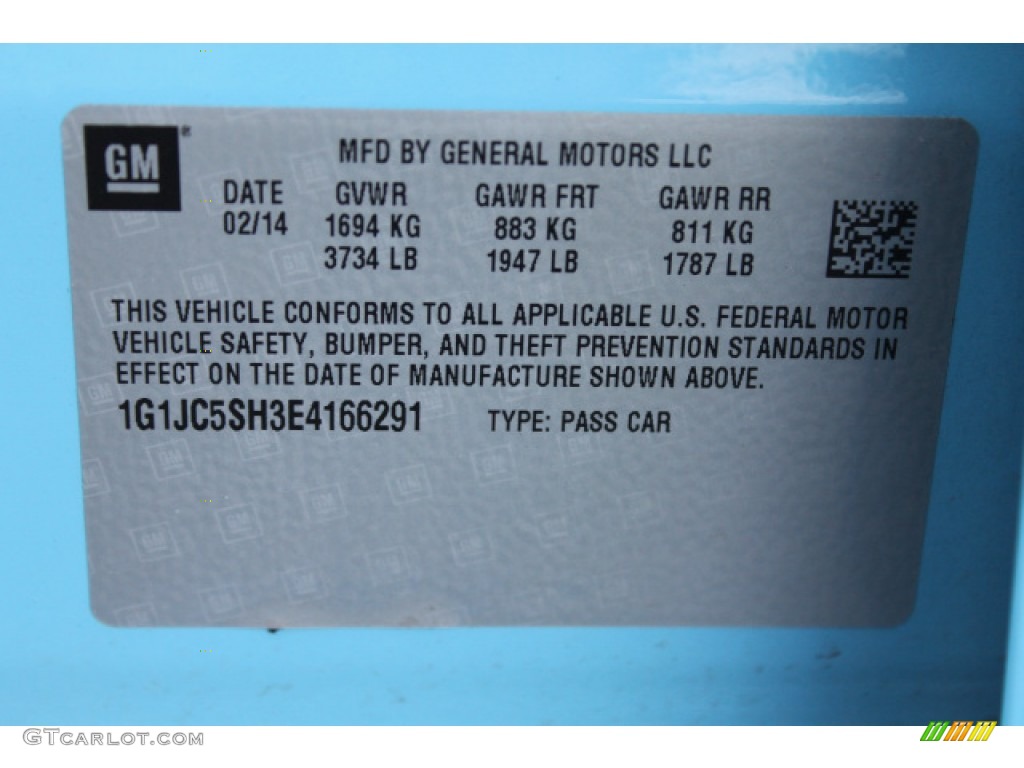 GM
MFD BY GENERAL MOTORS LLC
DATE GVWR GAWR FRT GAWR RR
02/14 1694 KG 883 KG 811 KG
3734 LB 1947 LB 1787 LB
THIS VEHICLE CONFORMS TO ALL APPLICABLE U.S. FEDERAL MOTOR
VEHICLE SAFETY, BUMPER, AND THEFT PREVENTION STANDARDS IN
EFFECT ON THE DATE OF MANUFACTURE SHOWN ABOVE.
1G1JC5SH3E4166291 TYPE: PASS CAR
GTCarlot.com